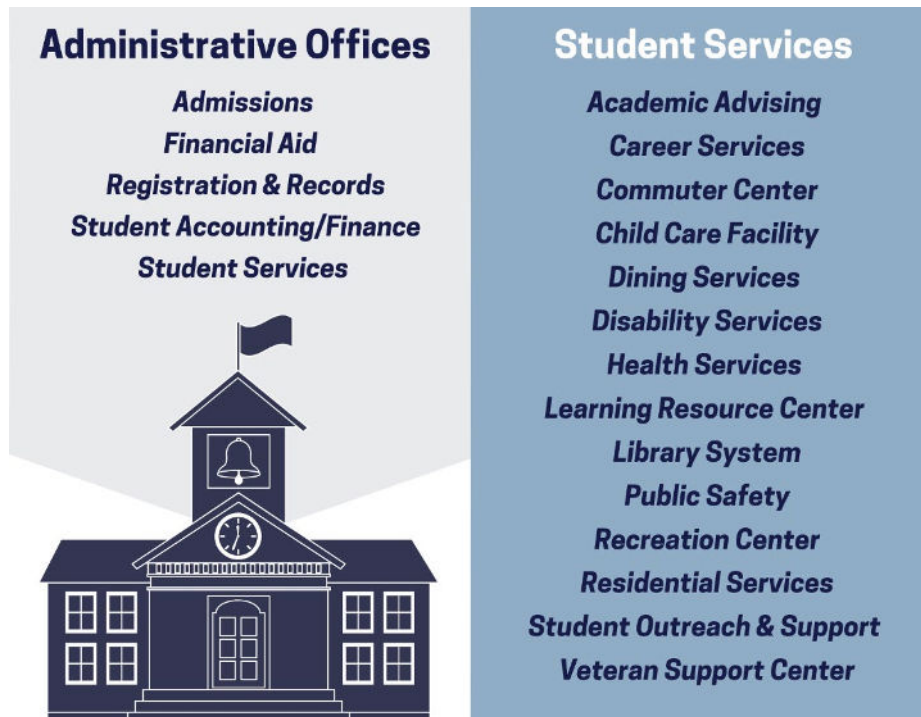 Administrative Offices
Admissions
Financial Aid
Registration & Records
Student Accounting/Finance
Student Services
Student Services
Academic Advising
Career Services
Commuter Center
Child Care Facility
Dining Services
Disability Services
Health Services
Learning Resource Center
Library System
Public Safety
Recreation Center
Residential Services
Student Outreach & Support
Veteran Support Center